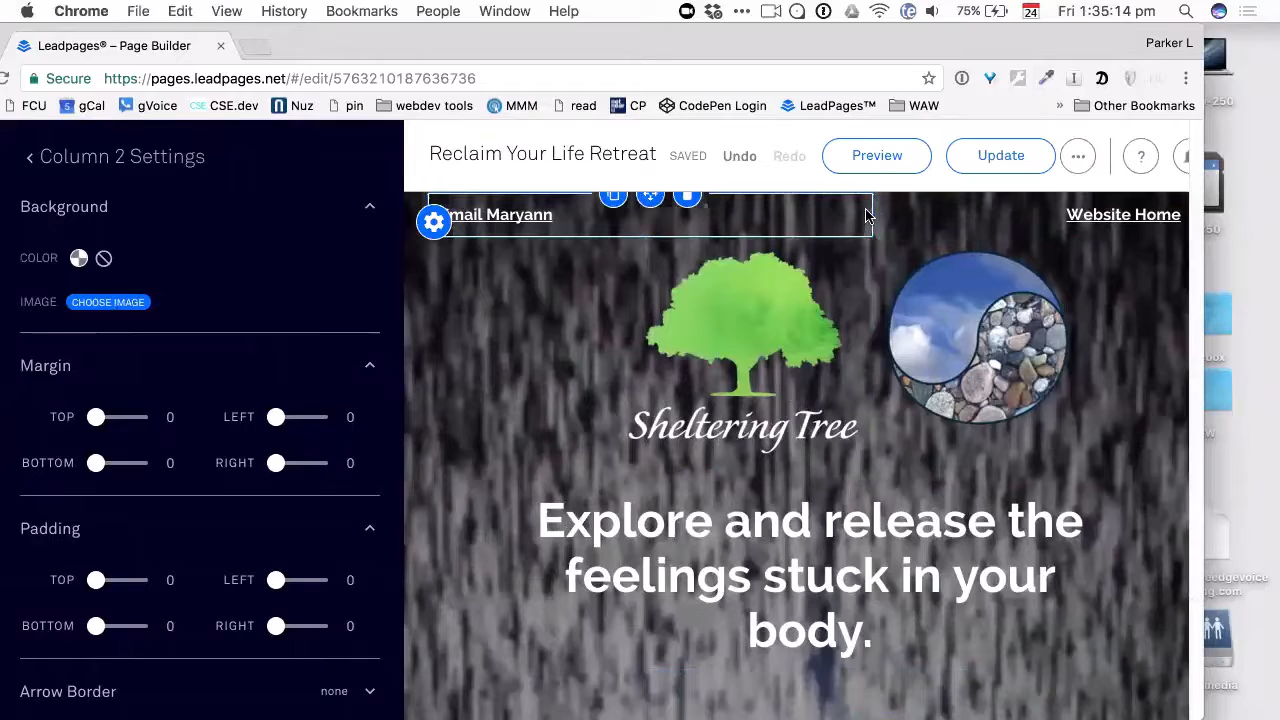 Chrome File Edit View History Bookmarks People Window Help 75% 24 Fri 1:35:14 pm
Leadpages® – Page Builder × Parker L
Secure https://pages.leadpages.net/#/edit/5763210187636736
FCU gCal gVoice CSE.dev Nuz pin webdev tools MMM read CP CodePen Login LeadPages™ WAW » Other Bookmarks
Column 2 Settings
Reclaim Your Life Retreat SAVED Undo Redo Preview Update ?
Background
COLOR
IMAGE CHOOSE IMAGE
Margin
TOP 0 LEFT 0
BOTTOM 0 RIGHT 0
Padding
TOP 0 LEFT 0
BOTTOM 0 RIGHT 0
Arrow Border none
mail Maryann Website Home
Sheltering Tree
Explore and release the
feelings stuck in your
body.